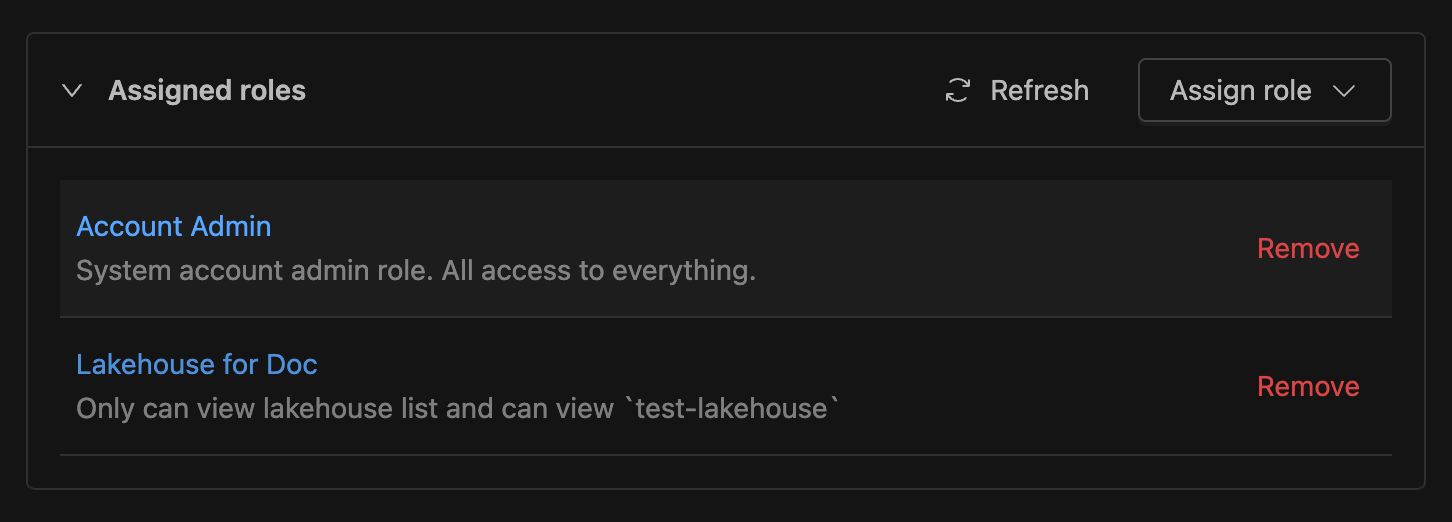 Assigned roles
Refresh
Assign role
Account Admin
System account admin role. All access to everything.
Remove
Lakehouse for Doc
Only can view lakehouse list and can view `test-lakehouse`
Remove